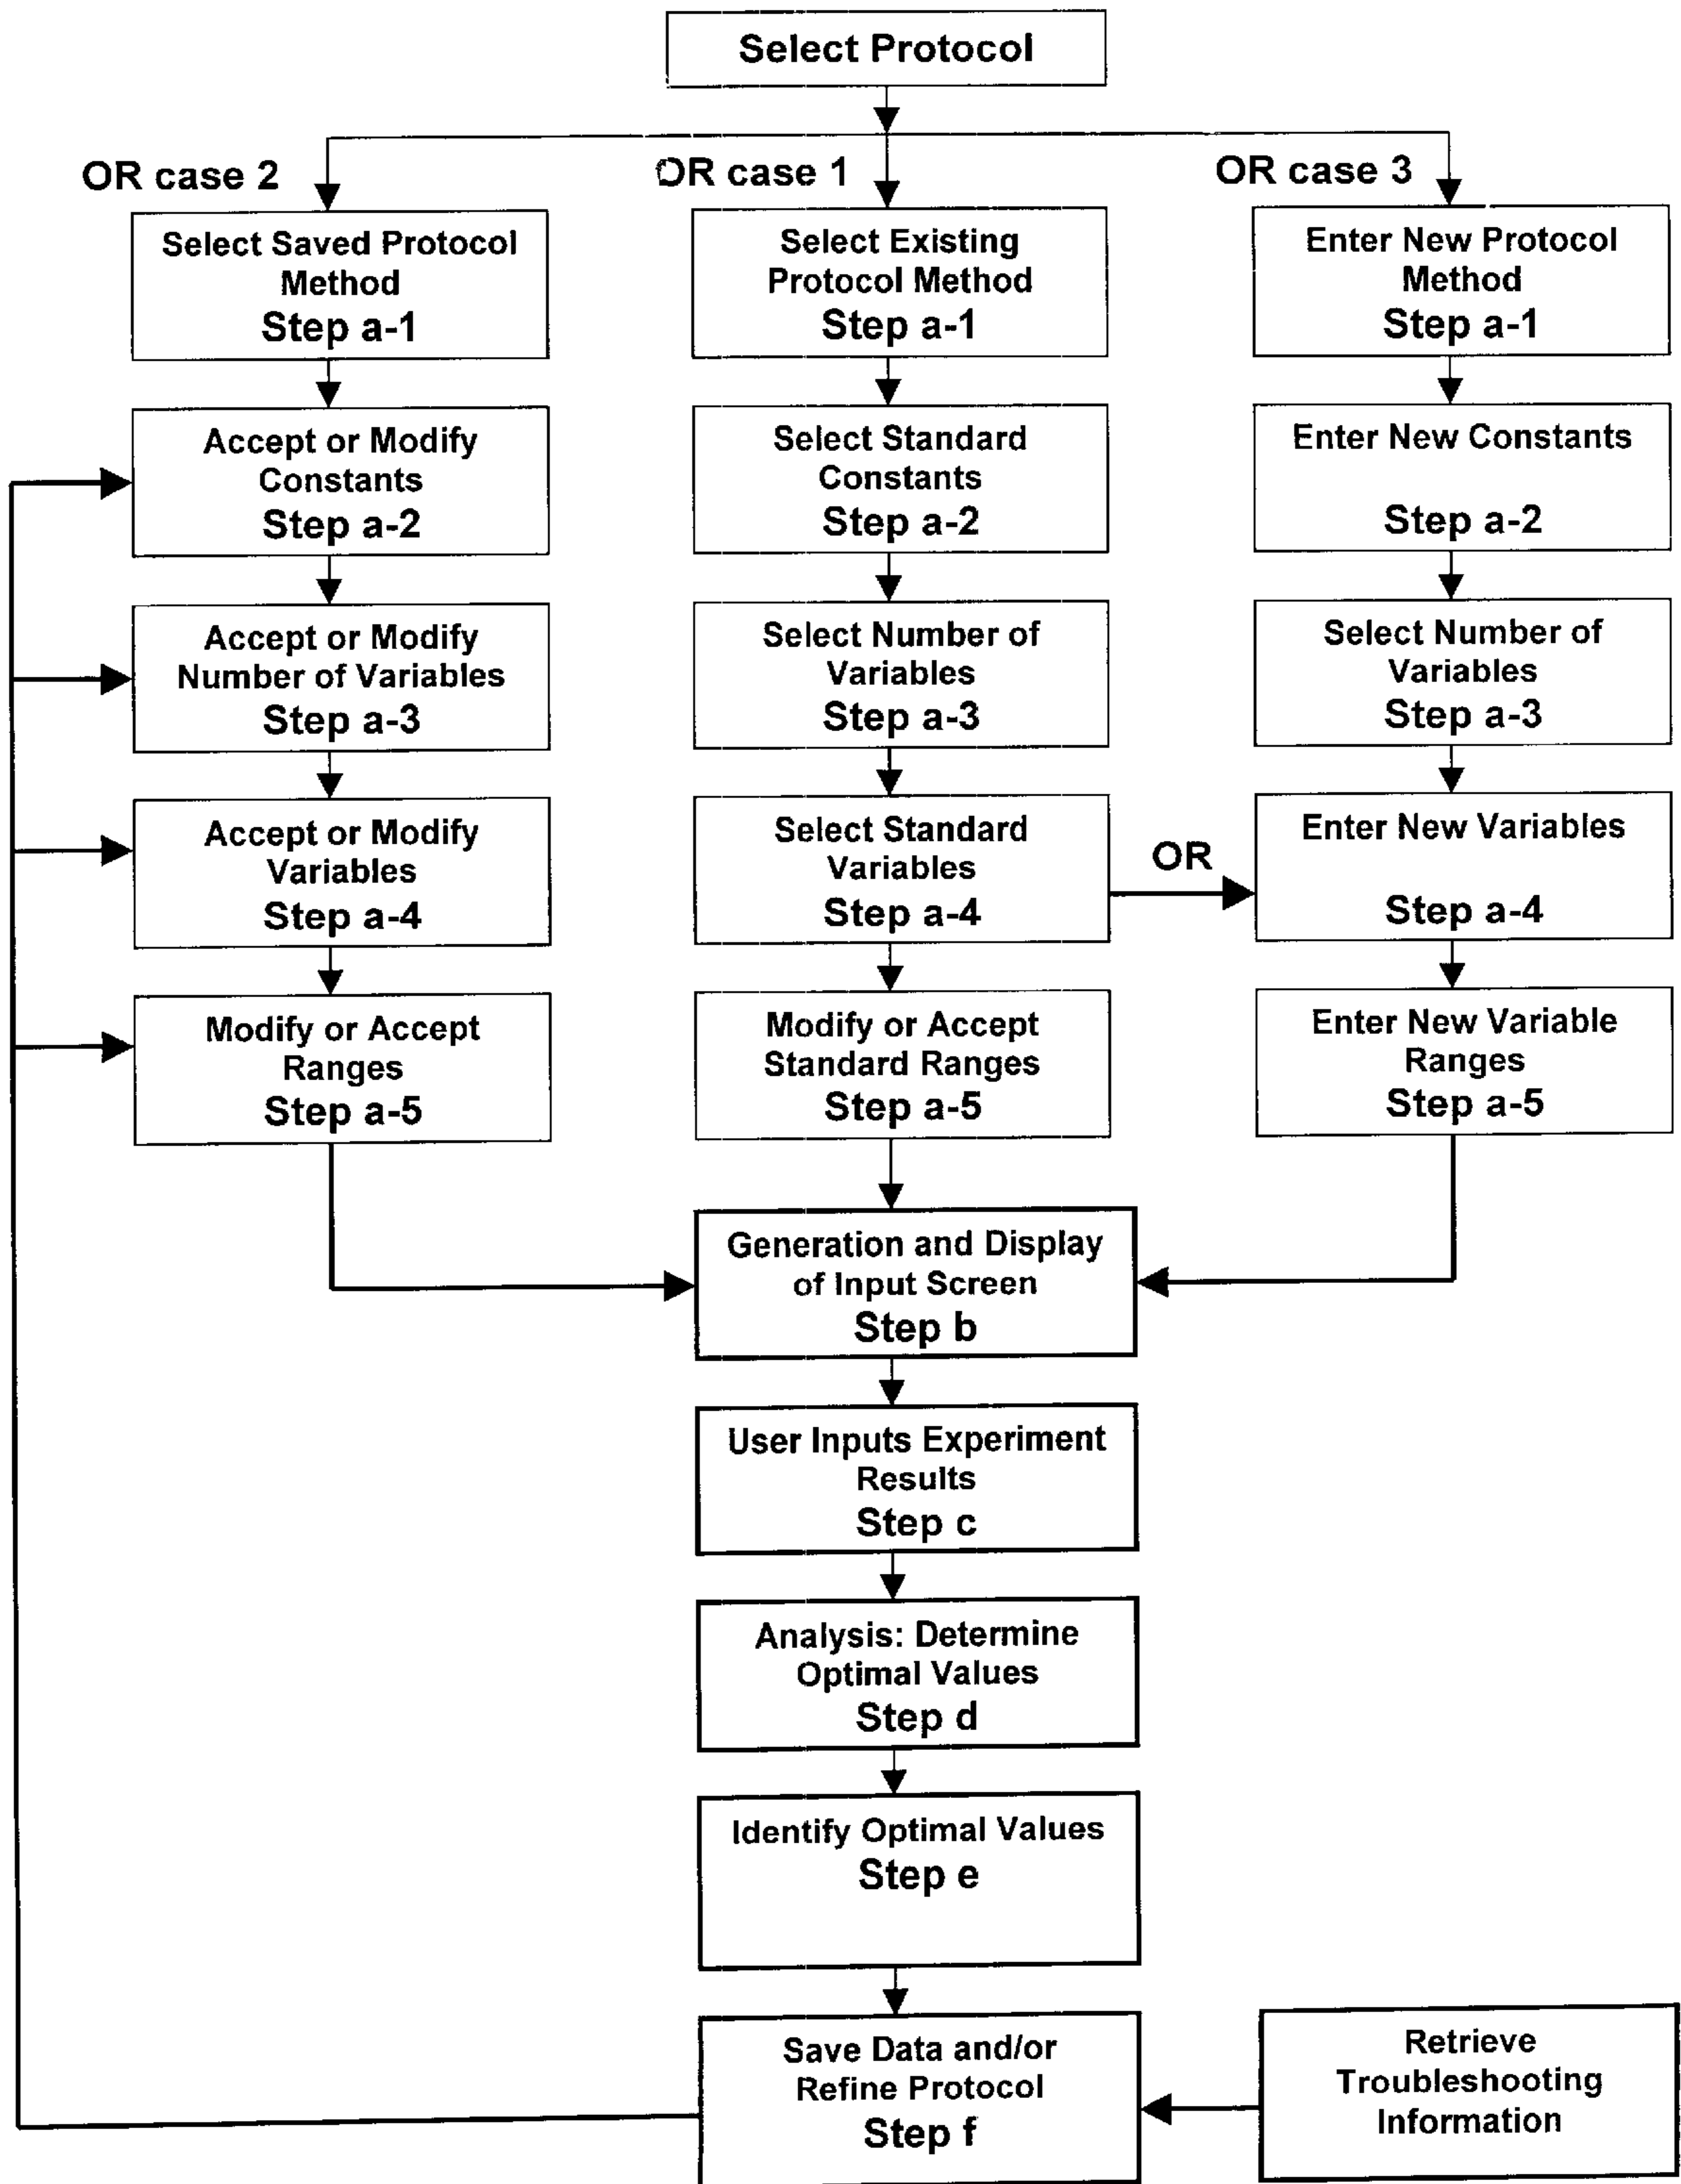 Select Protocol
OR case 2
OR case 1
OR case 3
Select Saved Protocol
Method
Step a-1
Select Existing
Protocol Method
Step a-1
Enter New Protocol
Method
Step a-1
Accept or Modify
Constants
Step a-2
Select Standard
Constants
Step a-2
Enter New Constants
Step a-2
Accept or Modify
Number of Variables
Step a-3
Select Number of
Variables
Step a-3
Select Number of
Variables
Step a-3
Accept or Modify
Variables
Step a-4
Select Standard
Variables
Step a-4
OR
Enter New Variables
Step a-4
Modify or Accept
Ranges
Step a-5
Modify or Accept
Standard Ranges
Step a-5
Enter New Variable
Ranges
Step a-5
Generation and Display
of Input Screen
Step b
User Inputs Experiment
Results
Step c
Analysis: Determine
Optimal Values
Step d
Identify Optimal Values
Step e
Save Data and/or
Refine Protocol
Step f
Retrieve
Troubleshooting
Information